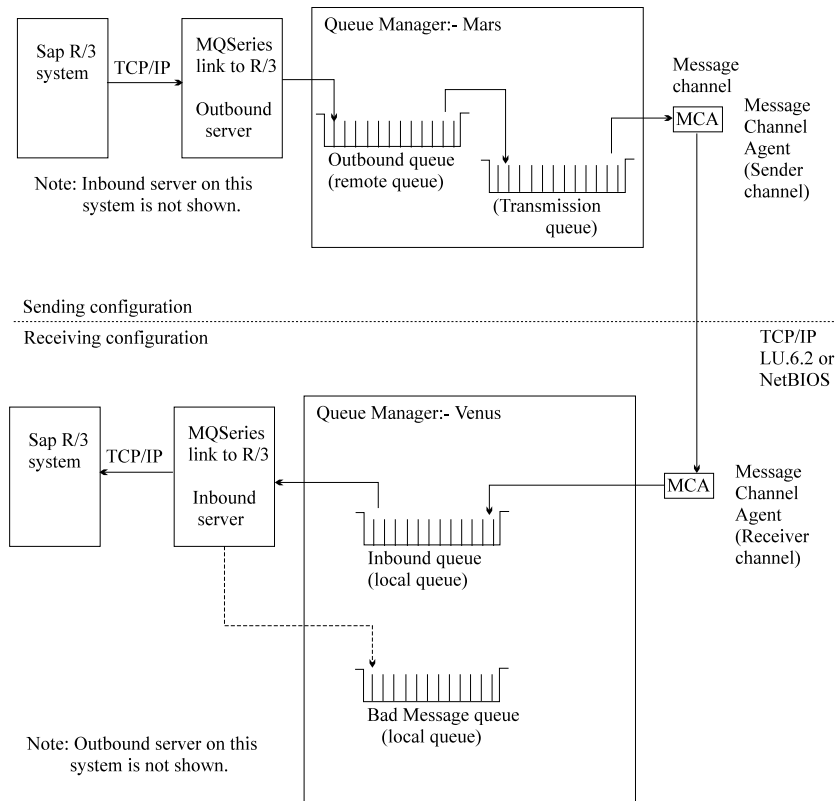 Queue Manager:- Mars
Sap R/3
system
TCP/IP
MQSeries
link to R/3
Outbound
server
Outbound queue
(remote queue)
(Transmission
queue)
Message
channel
MCA
Message
Channel
Agent
(Sender
channel)
Note: Inbound server on this
system is not shown.
Sending configuration
Receiving configuration
TCP/IP
LU.6.2 or
NetBIOS
Queue Manager:- Venus
Sap R/3
system
TCP/IP
MQSeries
link to R/3
Inbound
server
Inbound queue
(local queue)
MCA
Message
Channel
Agent
(Receiver
channel)
Bad Message queue
(local queue)
Note: Outbound server on this
system is not shown.